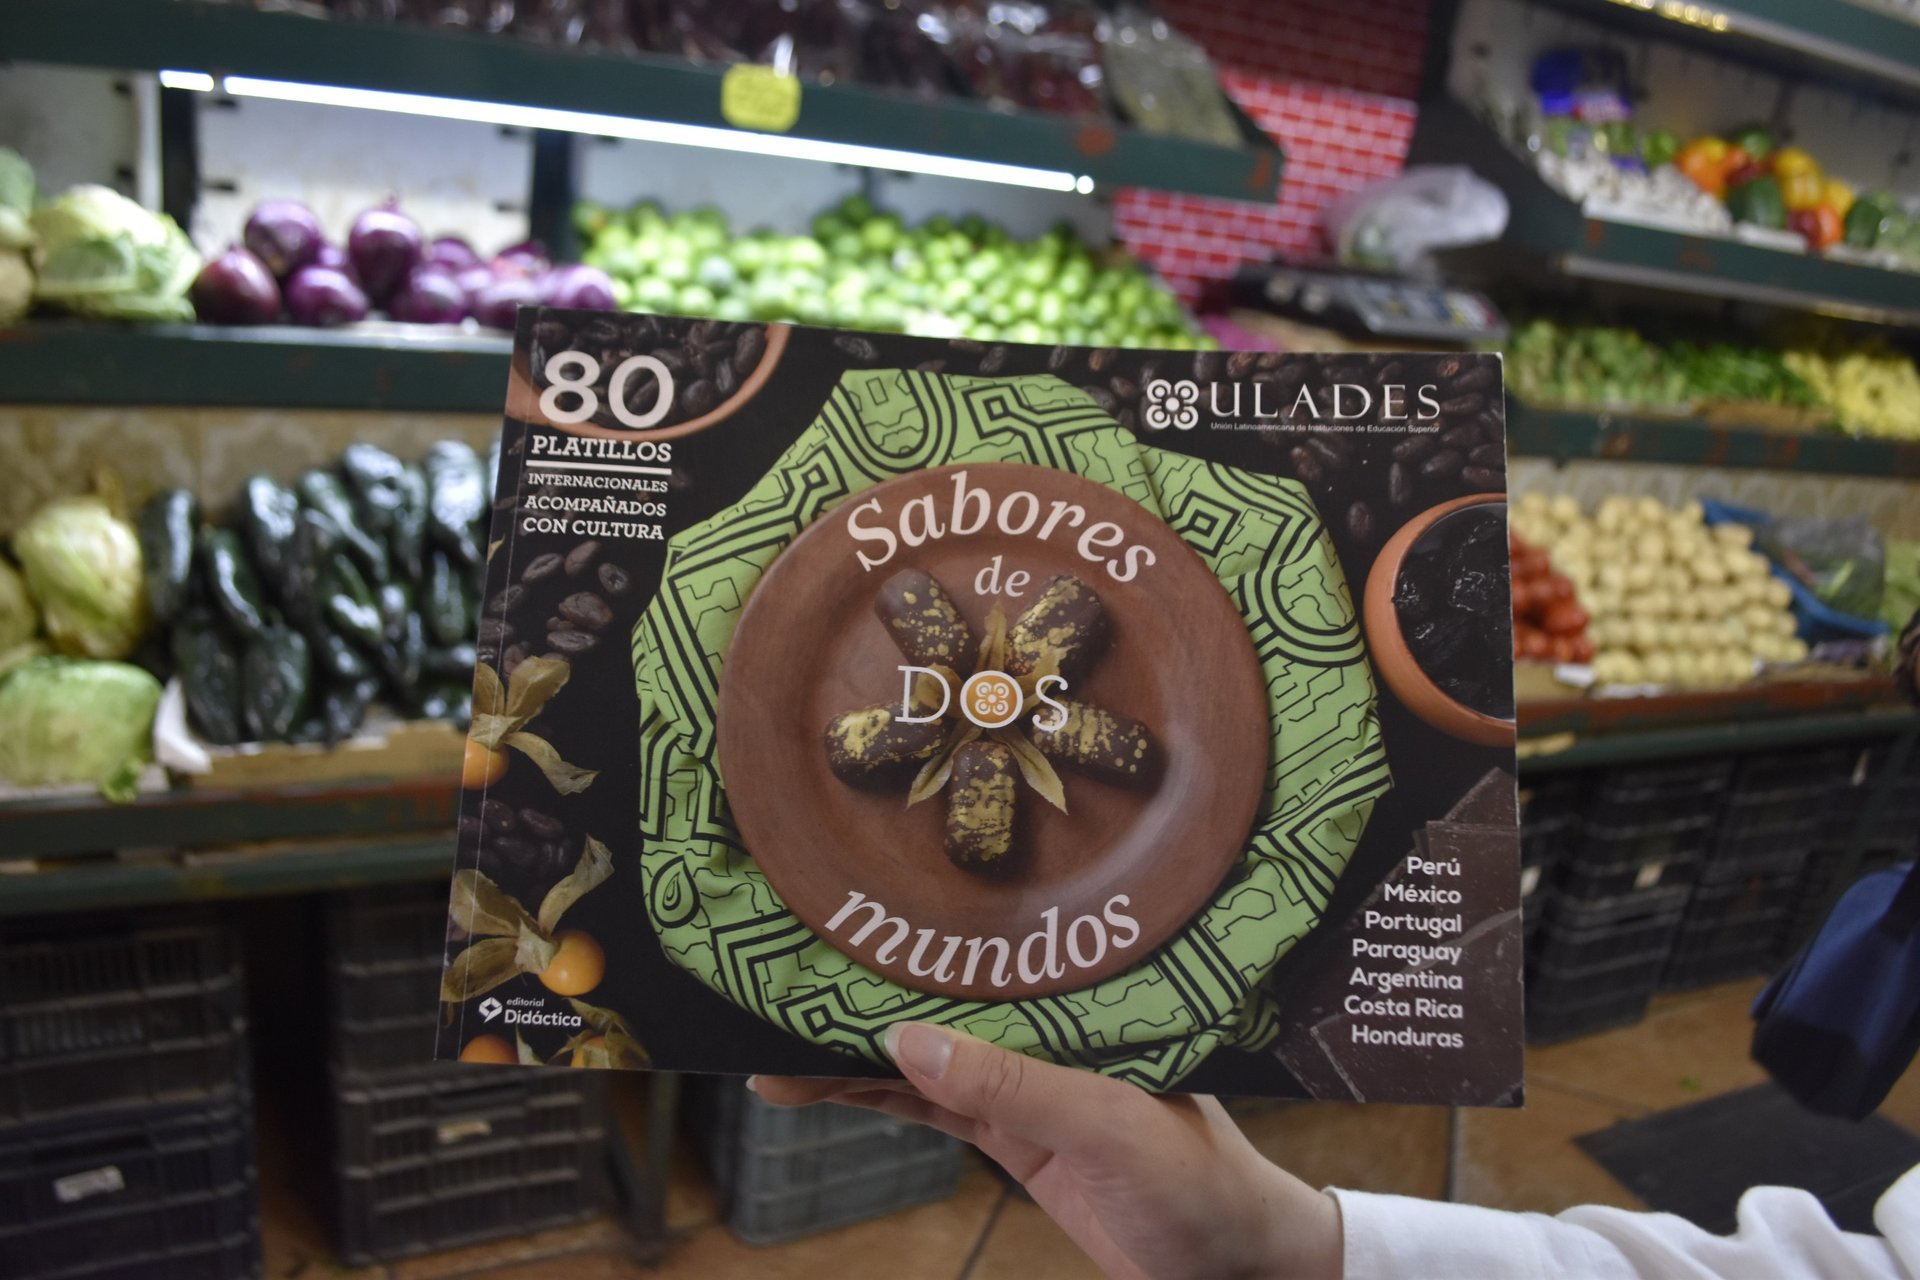 80
PLATILLOS
INTERNACIONALES
ACOMPAÑADOS
CON CULTURA
ULADES
Unión Latinoamericana de Instituciones de Educación Superior
Sabores
de
DOS
mundos
Perú
México
Portugal
Paraguay
Argentina
Costa Rica
Honduras
editorial
Didáctica